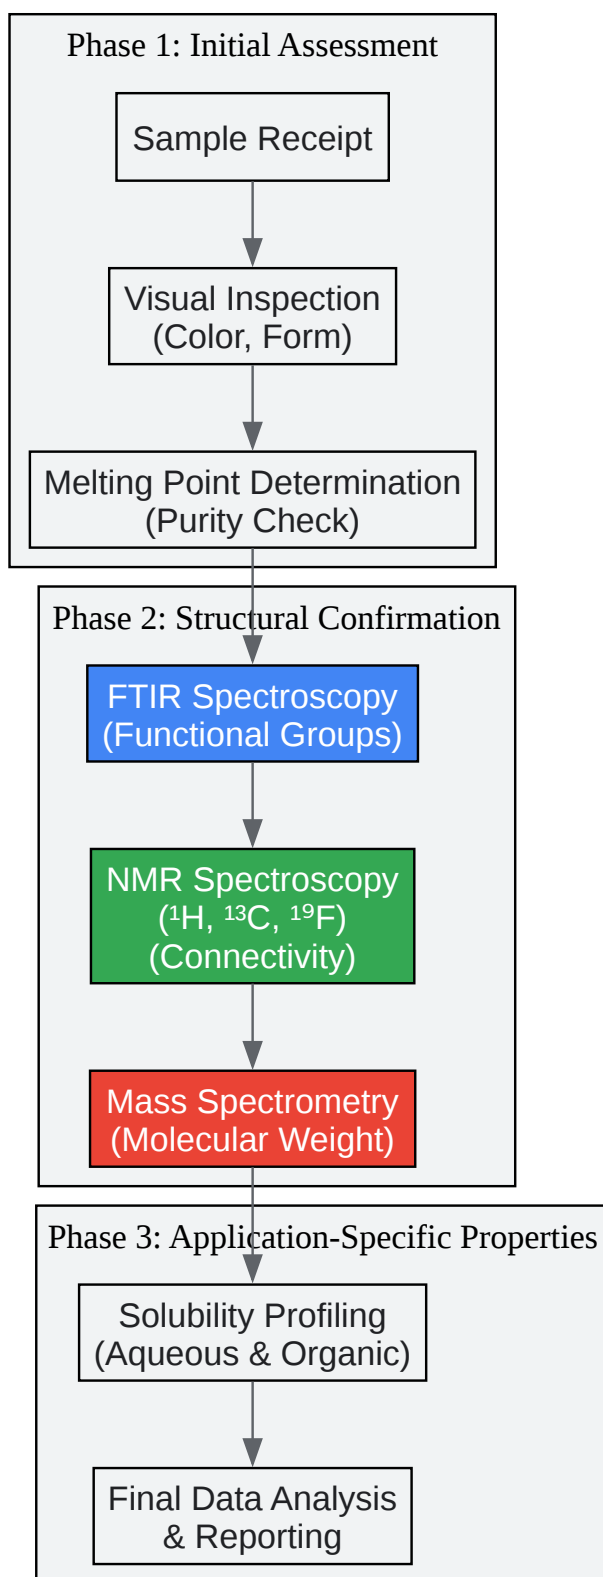 Phase 1: Initial Assessment
Sample Receipt
Visual Inspection
(Color, Form)
Melting Point Determination
(Purity Check)
Phase 2: Structural Confirmation
FTIR Spectroscopy
(Functional Groups)
NMR Spectroscopy
(¹H, ¹³C, ¹⁹F)
(Connectivity)
Mass Spectrometry
(Molecular Weight)
Phase 3: Application-Specific Properties
Solubility Profiling
(Aqueous & Organic)
Final Data Analysis
& Reporting